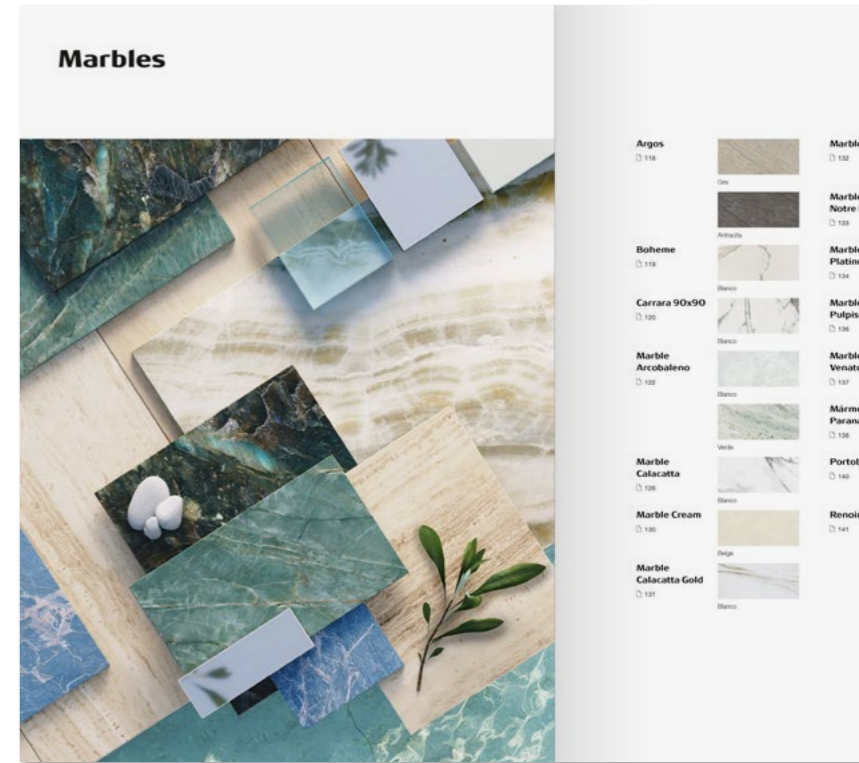 Marbles
Argos
118
Gris
Antracita
Boheme
119
Blanco
Carrara 90x90
120
Blanco
Marble
Arcobaleno
122
Blanco
Verde
Marble
Calacatta
126
Blanco
Marble Cream
130
Beige
Marble
Calacatta Gold
131
Blanco
132
Notre
133
134
136
137
138
140
141